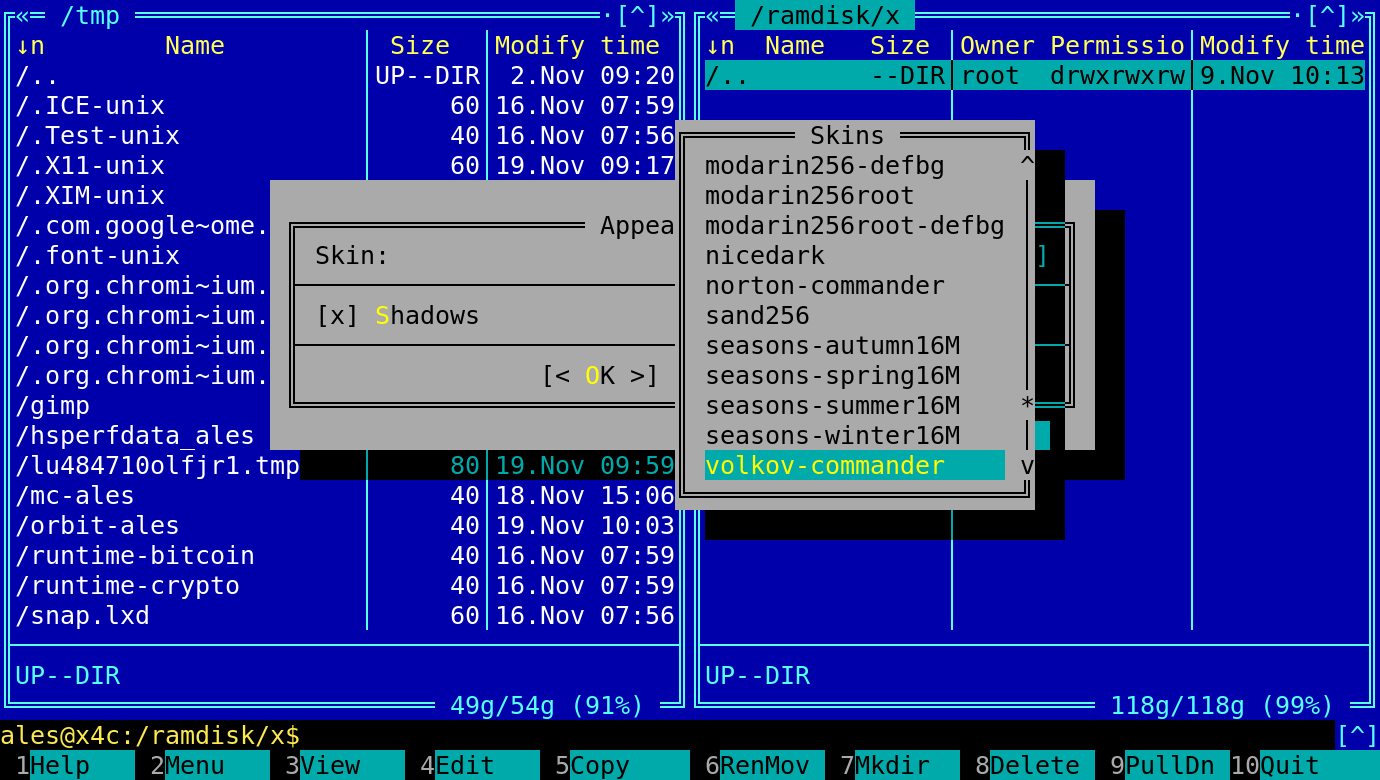 «═ /tmp ═·[^]»
↓n Name Size Modify time
/.. UP--DIR 2.Nov 09:20
/.ICE-unix 60 16.Nov 07:59
/.Test-unix 40 16.Nov 07:56
/.X11-unix 60 19.Nov 09:17
/.XIM-unix
/.com.google~ome.
/.font-unix
/.org.chromi~ium.
/.org.chromi~ium.
/.org.chromi~ium.
/.org.chromi~ium.
/gimp
/hsperfdata_ales
/lu484710olfjr1.tmp 80 19.Nov 09:59
/mc-ales 40 18.Nov 15:06
/orbit-ales 40 19.Nov 10:03
/runtime-bitcoin 40 16.Nov 07:59
/runtime-crypto 40 16.Nov 07:59
/snap.lxd 60 16.Nov 07:56
UP--DIR
49g/54g (91%)
«═ /ramdisk/x ═·[^]»
↓n Name Size Owner Permissio Modify time
/.. --DIR root drwxrwxrw 9.Nov 10:13
UP--DIR
118g/118g (99%)
Appea
Skin: ]
[x] Shadows
[< OK >]
Skins
modarin256-defbg ^
modarin256root
modarin256root-defbg
nicedark
norton-commander
sand256
seasons-autumn16M
seasons-spring16M
seasons-summer16M *
seasons-winter16M
volkov-commander v
ales@x4c:/ramdisk/x$ [^]
1Help 2Menu 3View 4Edit 5Copy 6RenMov 7Mkdir 8Delete 9PullDn 10Quit